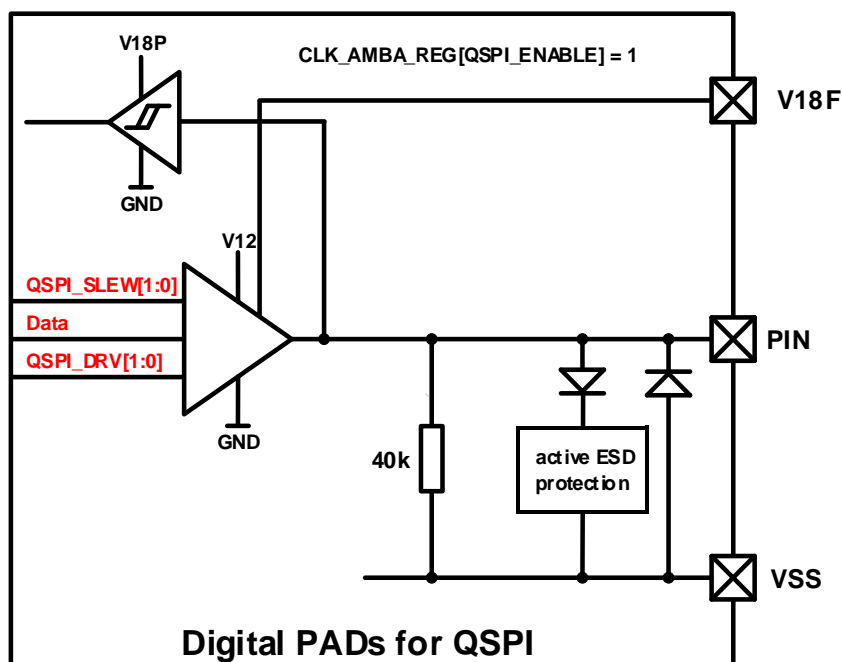 V18P
CLK_AMBA_REG[QSPI_ENABLE] = 1
V18F
GND
V12
QSPI_SLEW[1:0]
Data
QSPI_DRV[1:0]
PIN
GND
40k
active ESD
protection
VSS
Digital PADs for QSPI